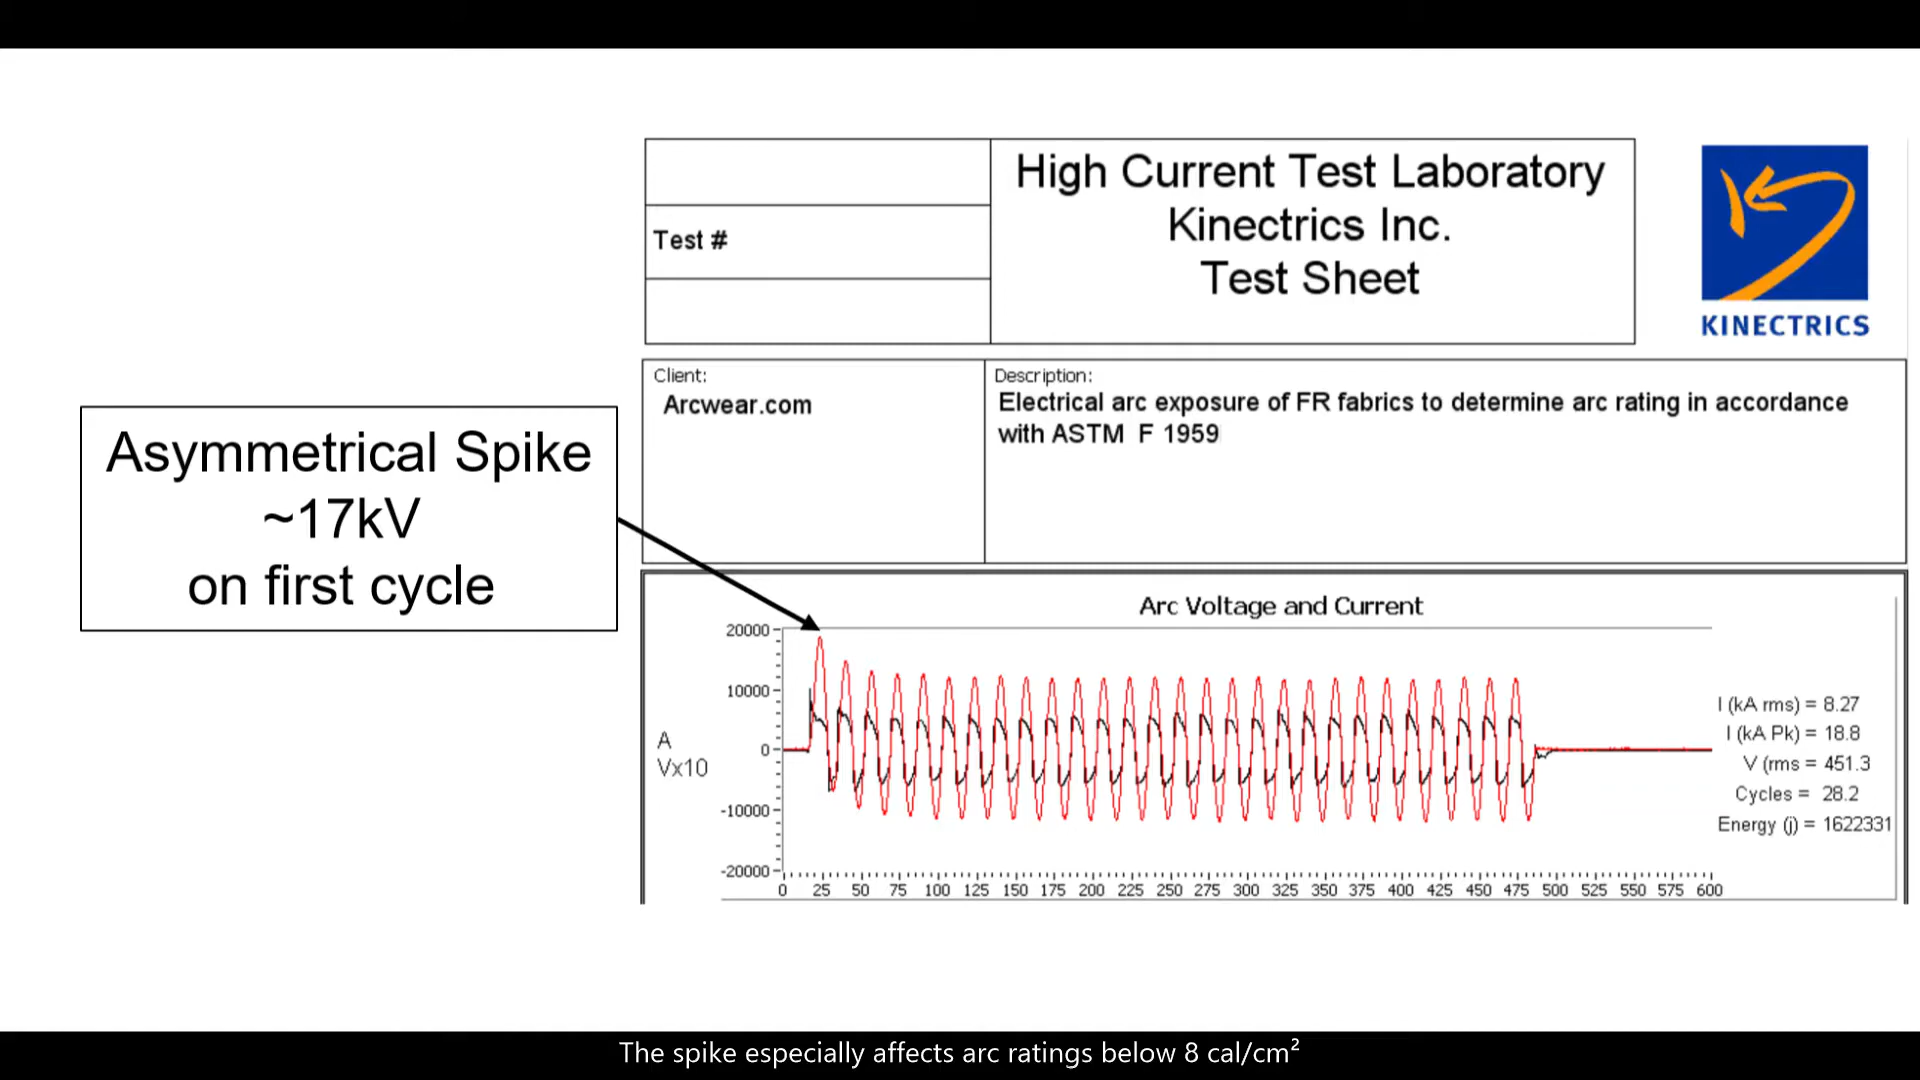 High Current Test Laboratory
Kinectrics Inc.
Test Sheet
Test #
KINECTRICS
Client:
Arcwear.com
Description:
Electrical arc exposure of FR fabrics to determine arc rating in accordance
with ASTM F 1959
Asymmetrical Spike
~17kV
on first cycle
Arc Voltage and Current
20000
10000
0
-10000
-20000
A
Vx10
0 25 50 75 100 125 150 175 200 225 250 275 300 325 350 375 400 425 450 475 500 525 550 575 600
I (kA rms) = 8.27
I (kA Pk) = 18.8
V (rms = 451.3
Cycles = 28.2
Energy (j) = 1622331
The spike especially affects arc ratings below 8 cal/cm²